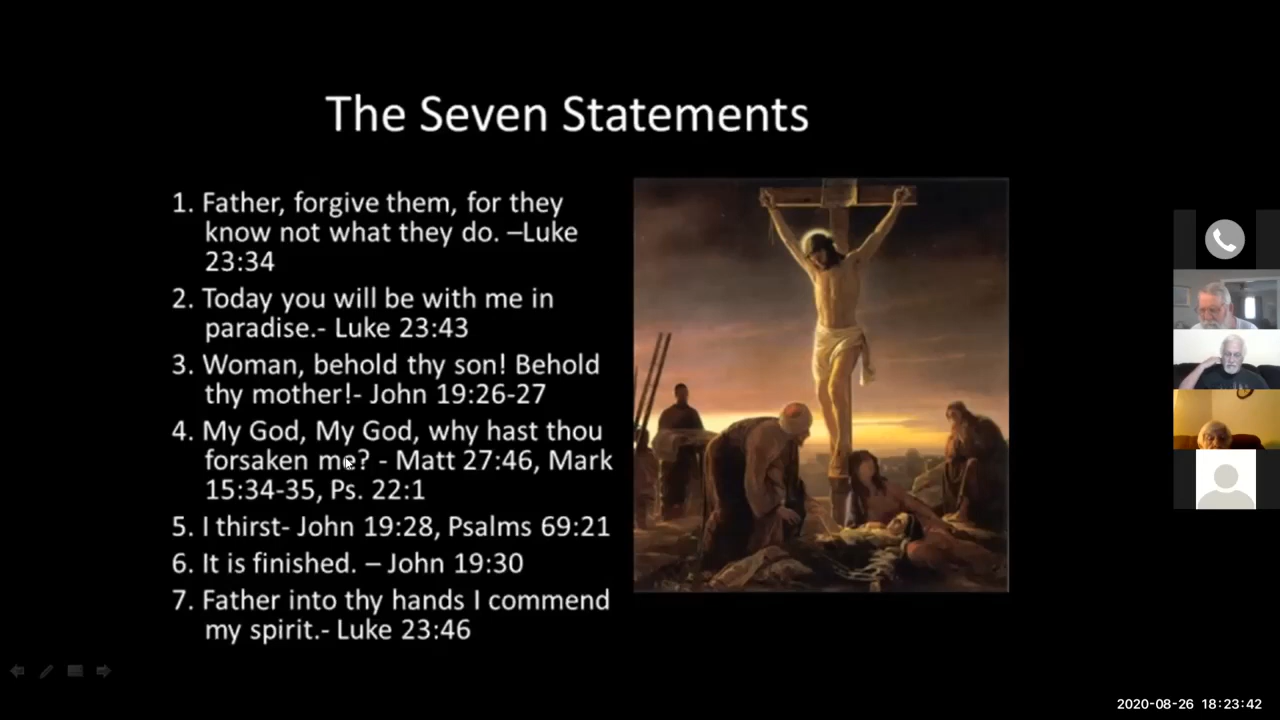 The Seven Statements
1. Father, forgive them, for they
know not what they do. –Luke
23:34
2. Today you will be with me in
paradise.- Luke 23:43
3. Woman, behold thy son! Behold
thy mother!- John 19:26-27
4. My God, My God, why hast thou
forsaken me? - Matt 27:46, Mark
15:34-35, Ps. 22:1
5. I thirst- John 19:28, Psalms 69:21
6. It is finished. – John 19:30
7. Father into thy hands I commend
my spirit.- Luke 23:46
2020-08-26 18:23:42